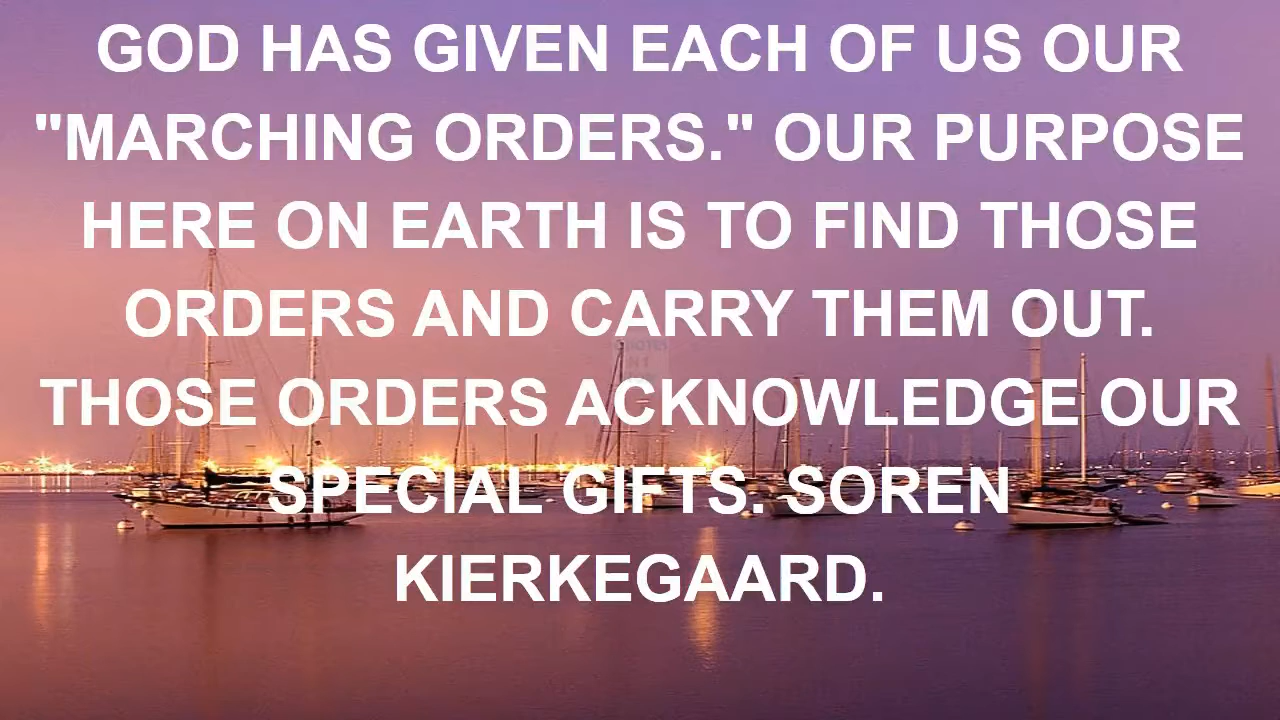 GOD HAS GIVEN EACH OF US OUR
"MARCHING ORDERS." OUR PURPOSE
HERE ON EARTH IS TO FIND THOSE
ORDERS AND CARRY THEM OUT.
THOSE ORDERS ACKNOWLEDGE OUR
SPECIAL GIFTS. SOREN
KIERKEGAARD.